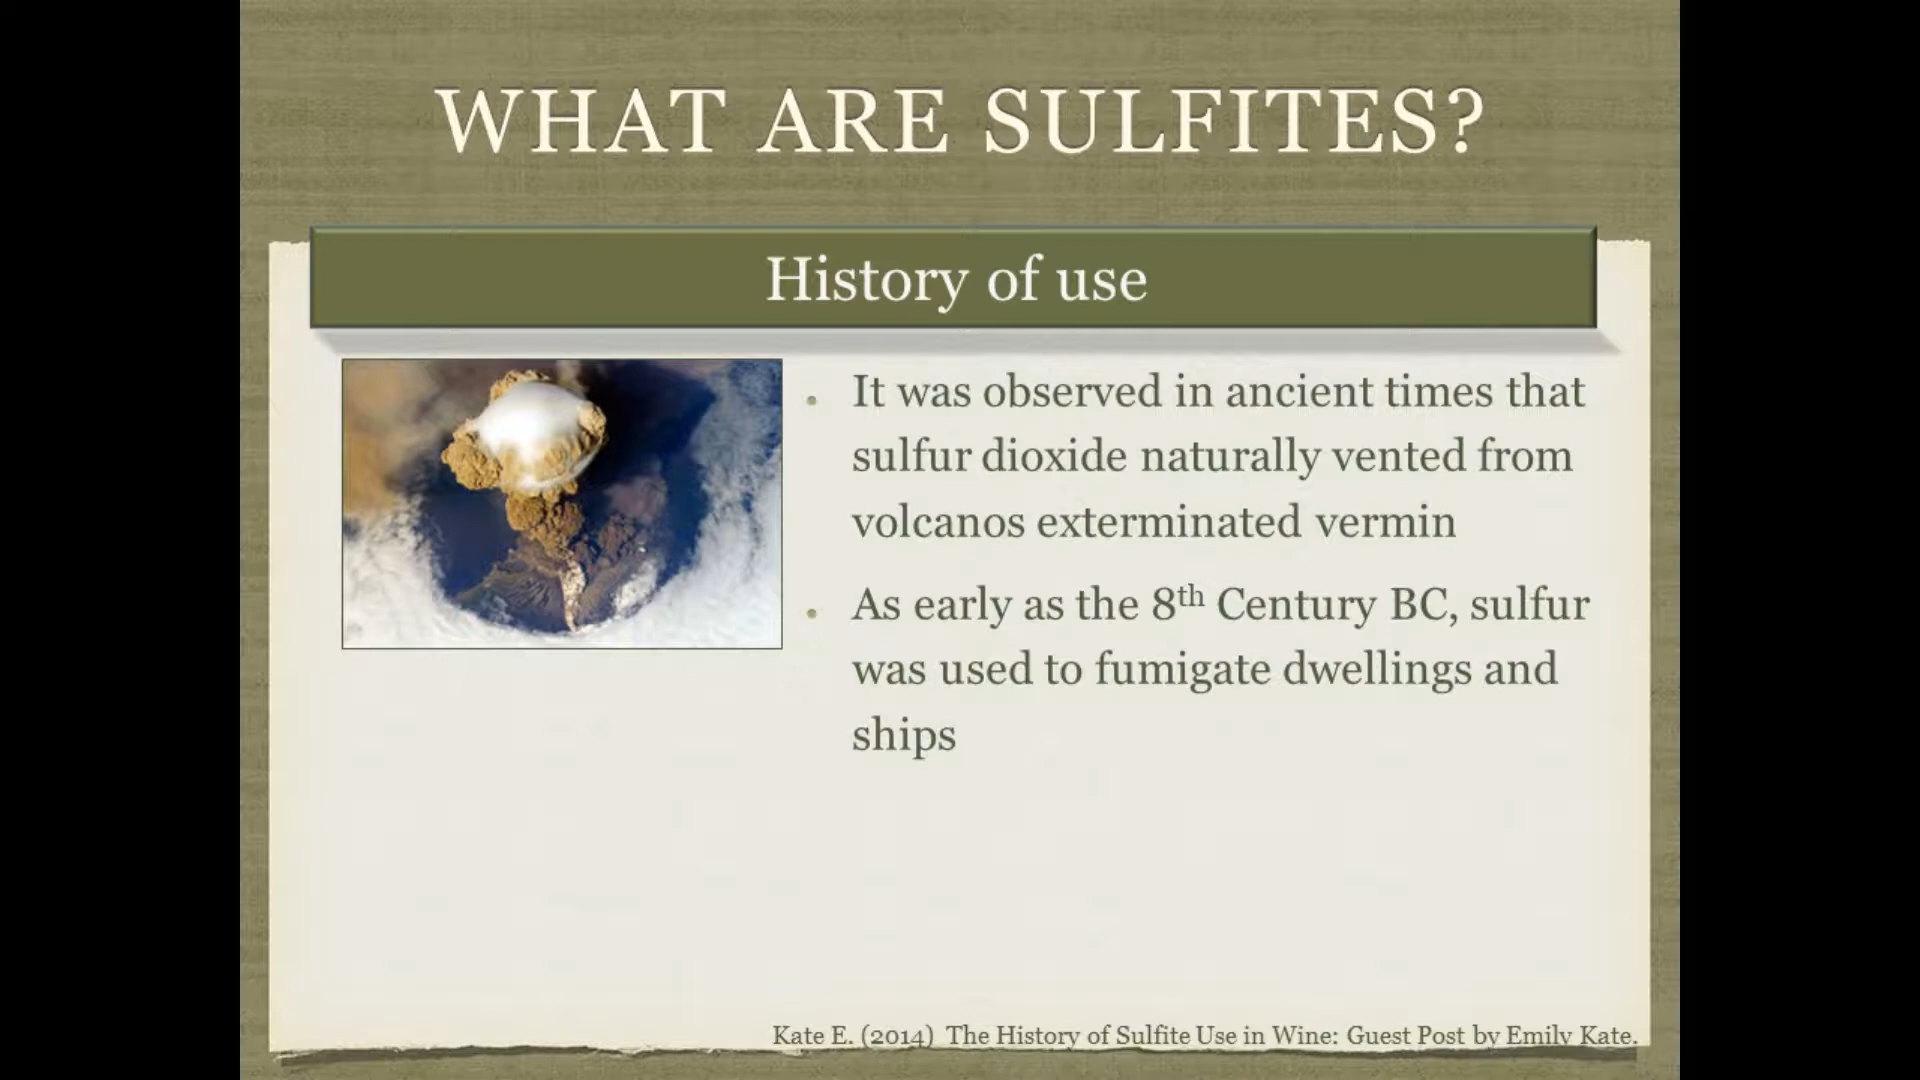 WHAT ARE SULFITES?
History of use
• It was observed in ancient times that
sulfur dioxide naturally vented from
volcanos exterminated vermin
• As early as the 8th Century BC, sulfur
was used to fumigate dwellings and
ships
Kate E. (2014) The History of Sulfite Use in Wine: Guest Post by Emily Kate.